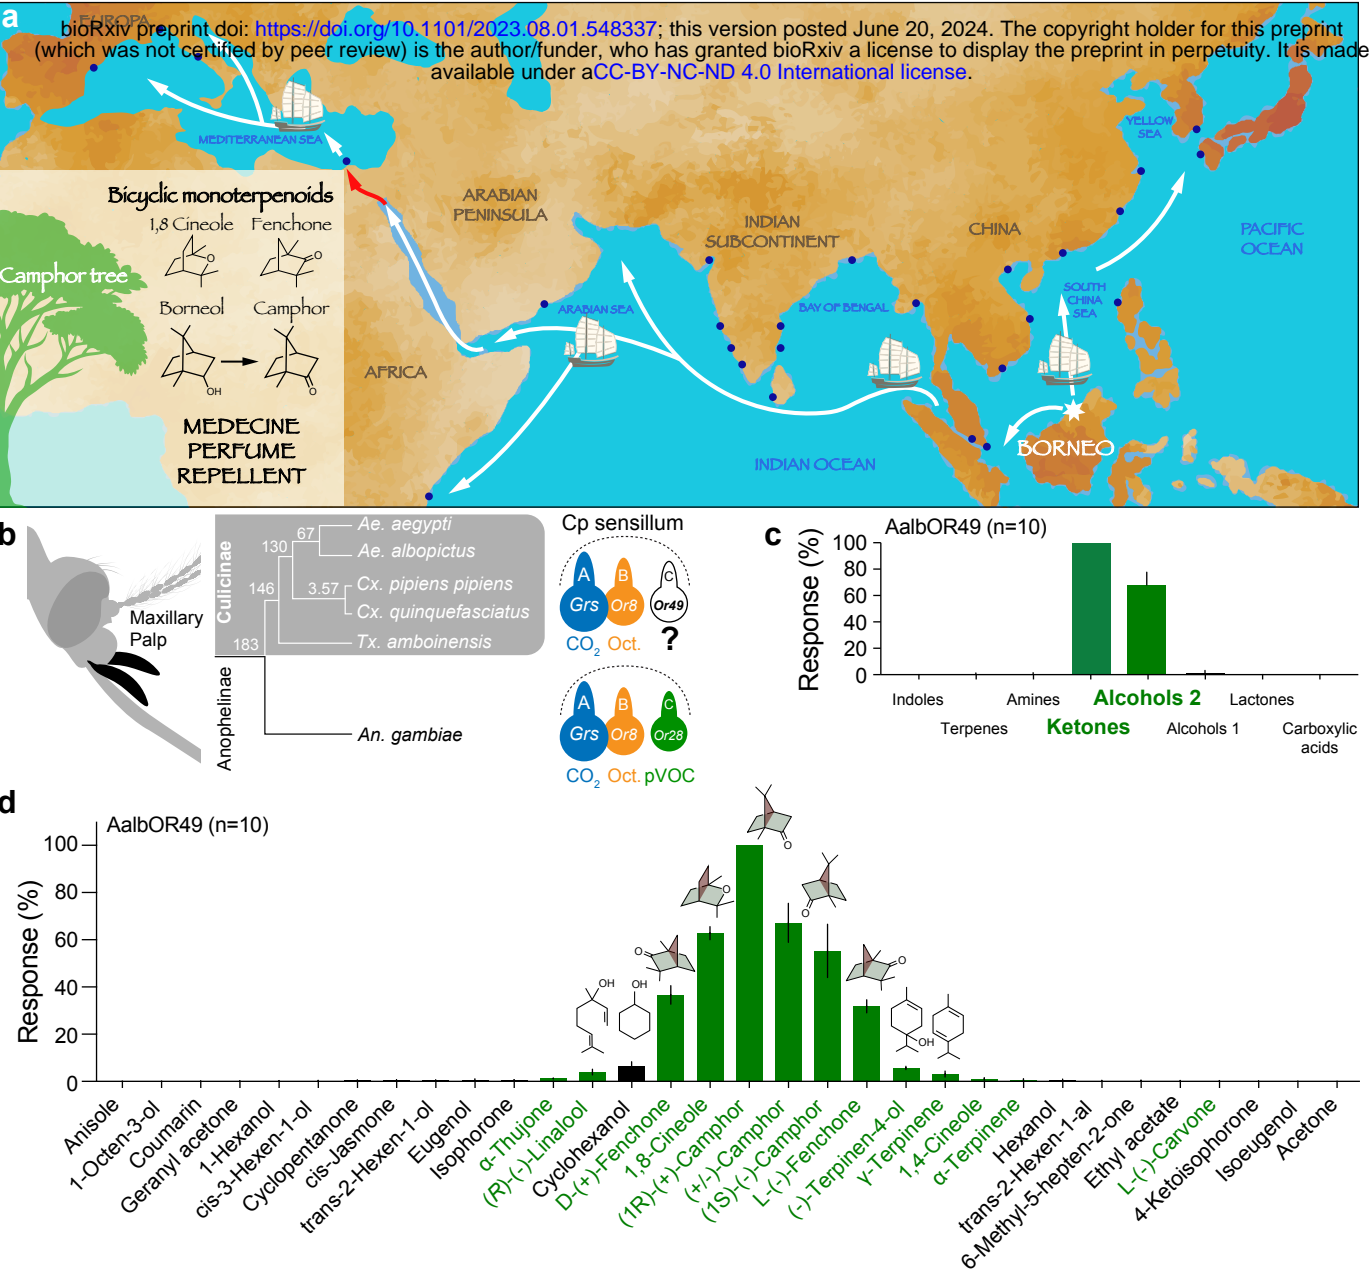 a
EUROPA
bioRxiv preprint doi: https://doi.org/10.1101/2023.08.01.548337; this version posted June 20, 2024. The copyright holder for this preprint
(which was not certified by peer review) is the author/funder, who has granted bioRxiv a license to display the preprint in perpetuity. It is made
available under aCC-BY-NC-ND 4.0 International license.
MEDITERRANEAN SEA
YELLOW
SEA
ARABIAN
PENINSULA
INDIAN
SUBCONTINENT
CHINA
PACIFIC
OCEAN
SOUTH
CHINA
SEA
ARABIAN SEA
BAY OF BENGAL
AFRICA
BORNEO
INDIAN OCEAN
Bicyclic monoterpenoids
1,8 Cineole Fenchone
O
O
Camphor tree
Borneol Camphor
OH
O
MEDECINE
PERFUME
REPELLENT
b
Maxillary
Palp
Culicinae
Anophelinae
183
146
130
67
3.57
Ae. aegypti
Ae. albopictus
Cx. pipiens pipiens
Cx. quinquefasciatus
Tx. amboinensis
An. gambiae
Cp sensillum
A B C
Grs Or8 Or49
CO2 Oct. ?
A B C
Grs Or8 Or28
CO2 Oct. pVOC
c
AalbOR49 (n=10)
Response (%)
100
80
60
40
20
0
Indoles
Terpenes
Amines
Ketones
Alcohols 2
Alcohols 1
Lactones
Carboxylic
acids
d
AalbOR49 (n=10)
Response (%)
100
80
60
40
20
0
OH
OH
O
O
O
O
O
OH
Anisole
1-Octen-3-ol
Coumarin
Geranyl acetone
1-Hexanol
cis-3-Hexen-1-ol
Cyclopentanone
cis-Jasmone
trans-2-Hexen-1-ol
Eugenol
Isophorone
α-Thujone
(R)-(-)-Linalool
Cyclohexanol
D-(+)-Fenchone
1,8-Cineole
(1R)-(+)-Camphor
(+/-)-Camphor
(1S)-(-)-Camphor
L-(-)-Fenchone
(-)-Terpinen-4-ol
γ-Terpinene
1,4-Cineole
α-Terpinene
Hexanol
trans-2-Hexen-1-al
6-Methyl-5-hepten-2-one
Ethyl acetate
L-(-)-Carvone
4-Ketoisophorone
Isoeugenol
Acetone